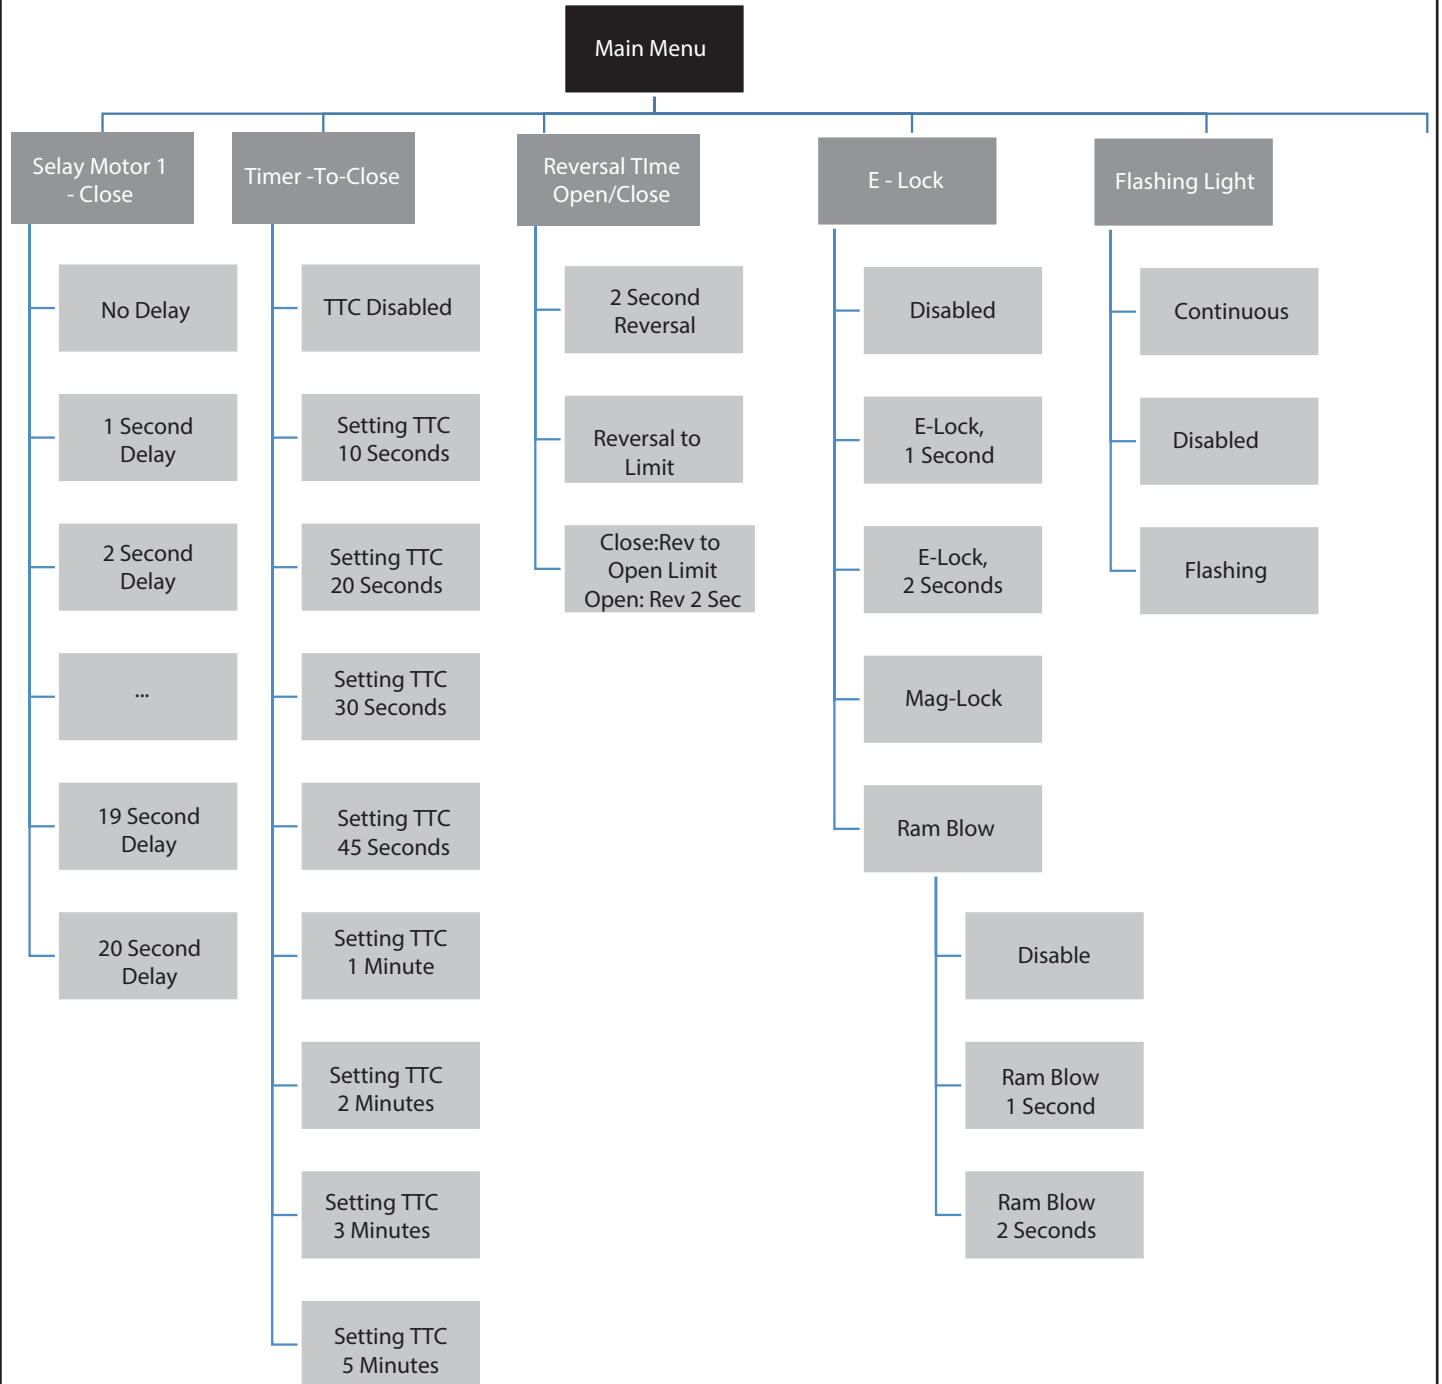 Main Menu
Selay Motor 1
- Close
No Delay
1 Second
Delay
2 Second
Delay
...
19 Second
Delay
20 Second
Delay
Timer -To-Close
TTC Disabled
Setting TTC
10 Seconds
Setting TTC
20 Seconds
Setting TTC
30 Seconds
Setting TTC
45 Seconds
Setting TTC
1 Minute
Setting TTC
2 Minutes
Setting TTC
3 Minutes
Setting TTC
5 Minutes
Reversal TIme
Open/Close
2 Second
Reversal
Reversal to
Limit
Close:Rev to
Open Limit
Open: Rev 2 Sec
E - Lock
Disabled
E-Lock,
1 Second
E-Lock,
2 Seconds
Mag-Lock
Ram Blow
Disable
Ram Blow
1 Second
Ram Blow
2 Seconds
Flashing Light
Continuous
Disabled
Flashing